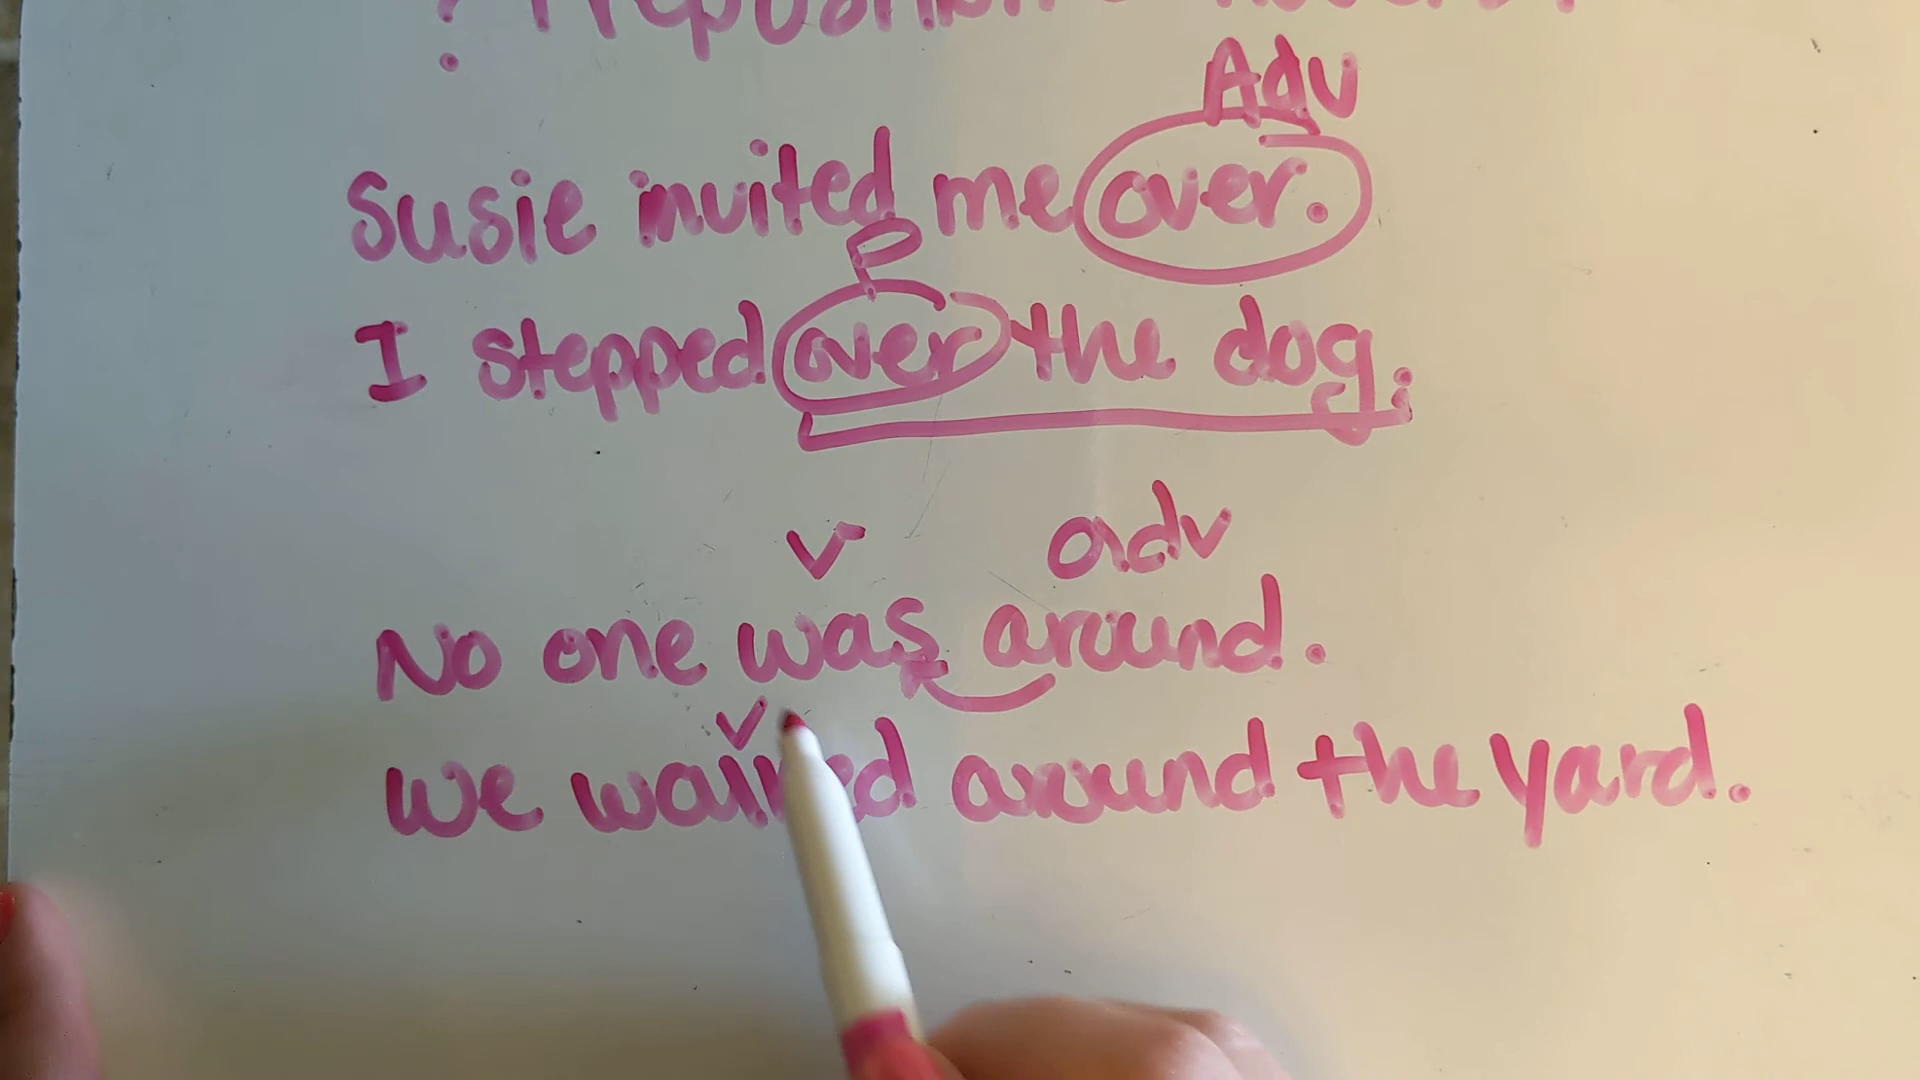 Adv
Susie invited me over.
P
I stepped over the dog.
v adv
No one was around.
v
We walked around the yard.